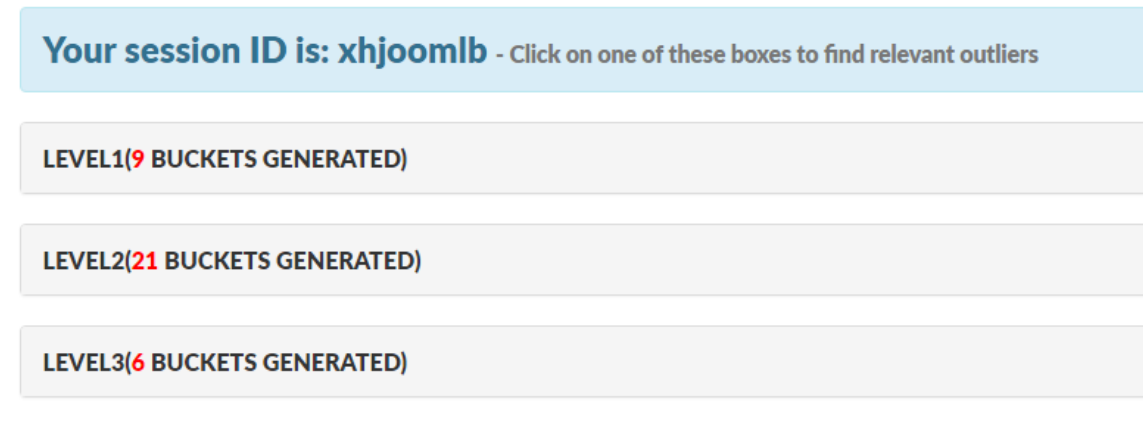 Your session ID is: xhjoomlb - Click on one of these boxes to find relevant outliers
LEVEL1(9 BUCKETS GENERATED)
LEVEL2(21 BUCKETS GENERATED)
LEVEL3(6 BUCKETS GENERATED)